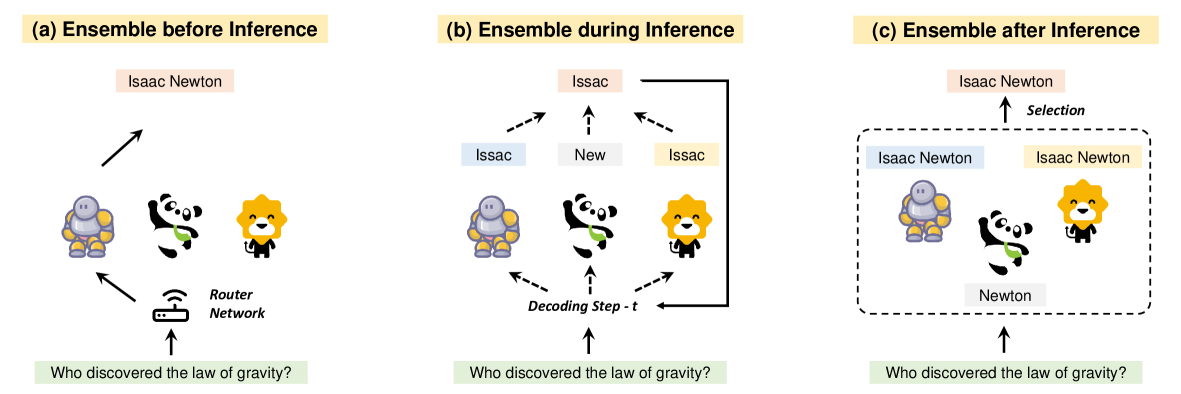 (a) Ensemble before Inference
Isaac Newton
Router
Network
Who discovered the law of gravity?
(b) Ensemble during Inference
Issac
Issac
New
Issac
Decoding Step - t
Who discovered the law of gravity?
(c) Ensemble after Inference
Isaac Newton
Selection
Isaac Newton
Isaac Newton
Newton
Who discovered the law of gravity?